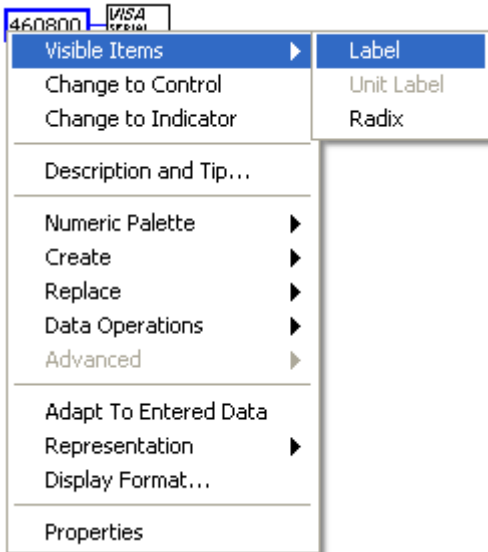 460800
VISA
SERIAL
Visible Items
Label
Change to Control
Unit Label
Change to Indicator
Radix
Description and Tip...
Numeric Palette
Create
Replace
Data Operations
Advanced
Adapt To Entered Data
Representation
Display Format...
Properties